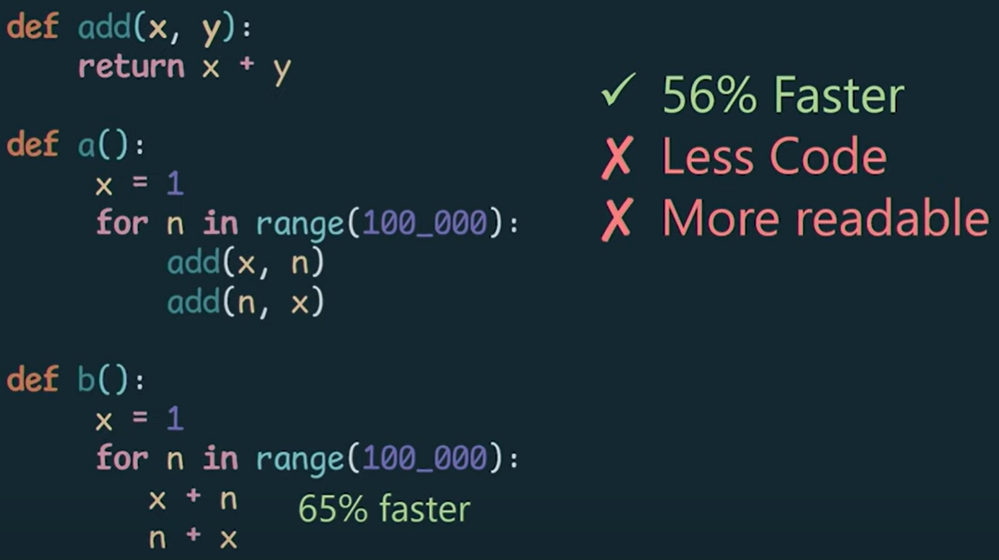 def add(x, y):
    return x + y
def a():
    x = 1
    for n in range(100_000):
        add(x, n)
        add(n, x)
def b():
    x = 1
    for n in range(100_000):
        x + n
        n + x
65% faster
✓ 56% Faster
✗ Less Code
✗ More readable